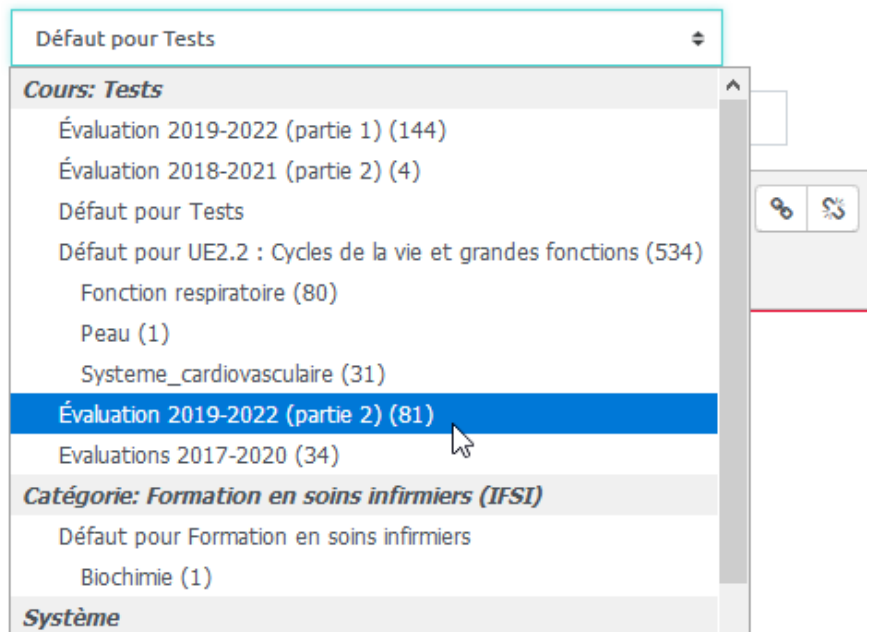 Défaut pour Tests
Cours: Tests
Évaluation 2019-2022 (partie 1) (144)
Évaluation 2018-2021 (partie 2) (4)
Défaut pour Tests
Défaut pour UE2.2 : Cycles de la vie et grandes fonctions (534)
Fonction respiratoire (80)
Peau (1)
Systeme_cardiovasculaire (31)
Évaluation 2019-2022 (partie 2) (81)
Evaluations 2017-2020 (34)
Catégorie: Formation en soins infirmiers (IFSI)
Défaut pour Formation en soins infirmiers
Biochimie (1)
Système